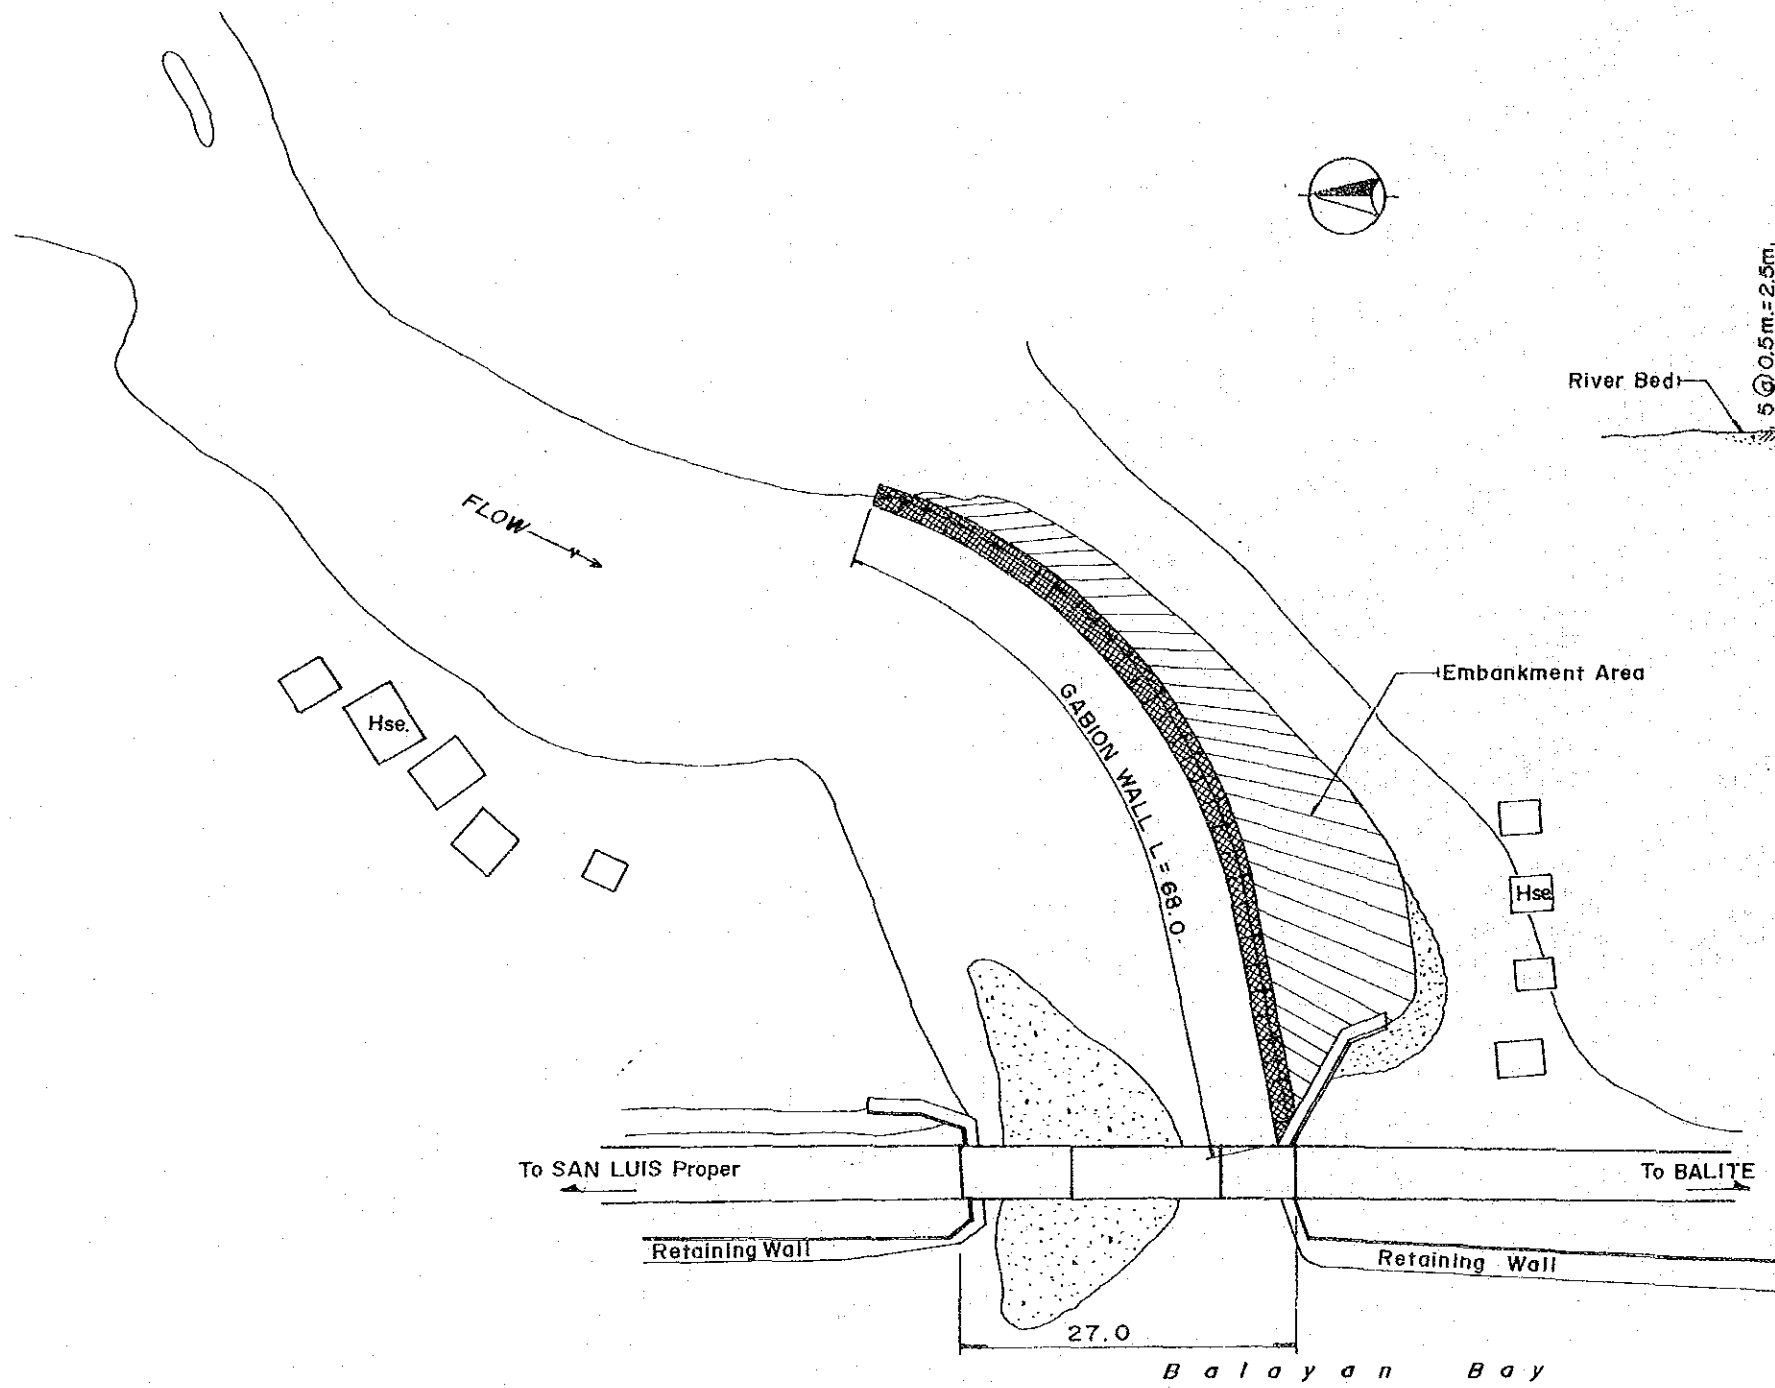 5 @ 0.5m.=2.5m.
River Bed
FLOW
Embankment Area
GABION WALL L=68.0
Hse.
Hse
To SAN LUIS Proper
To BALITE
Retaining Wall
Retaining Wall
27.0
Balayan Bay